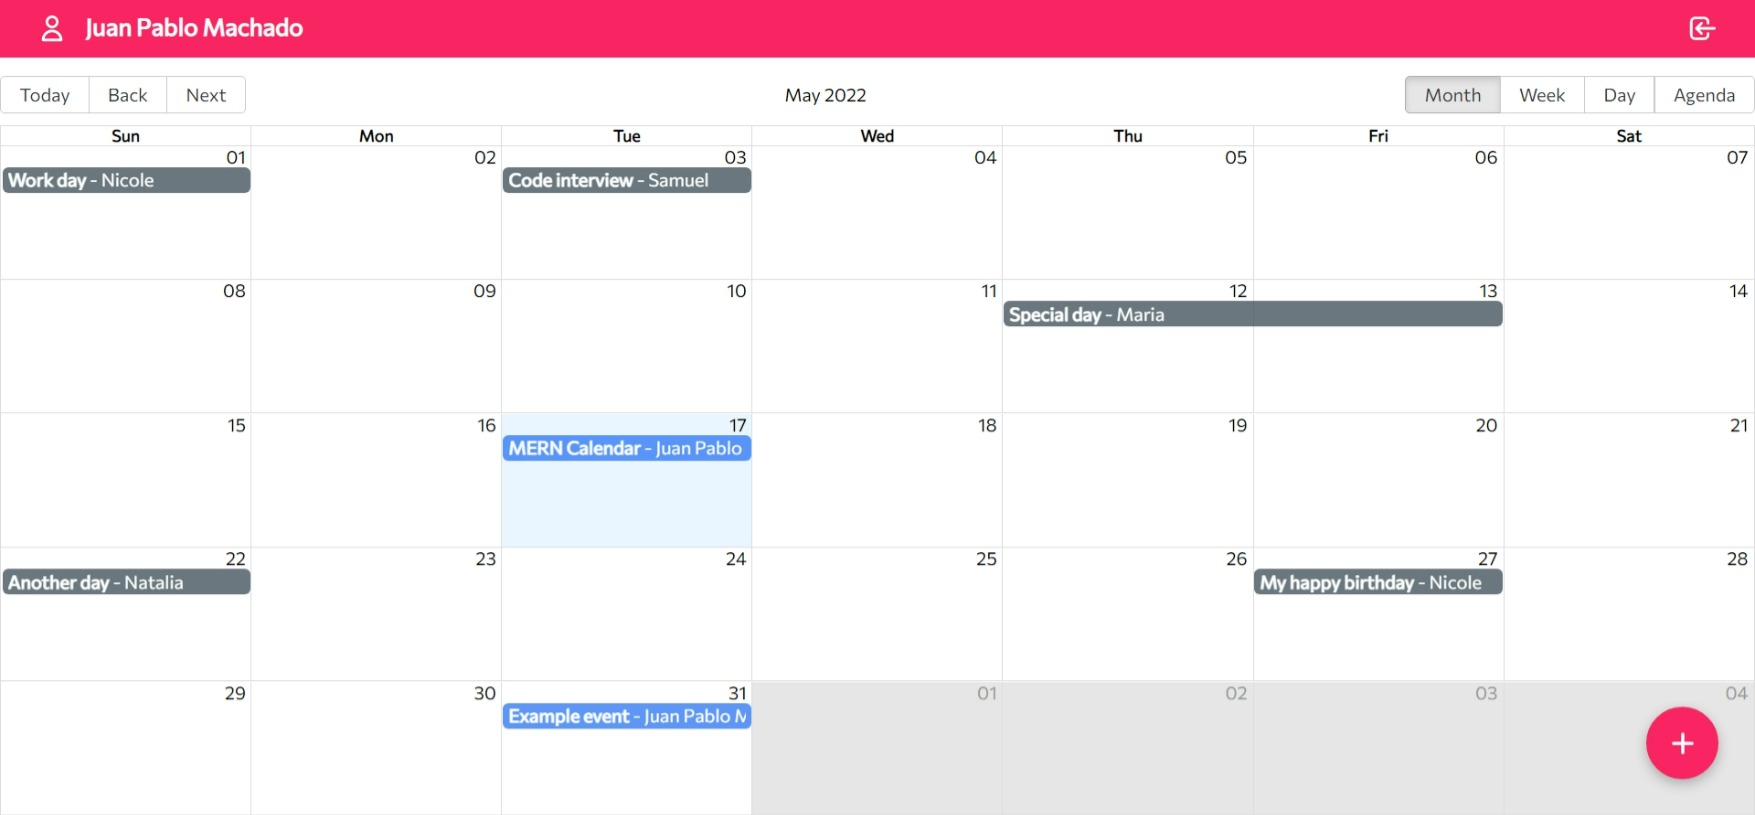 Juan Pablo Machado
Today Back Next May 2022 Month Week Day Agenda
Sun Mon Tue Wed Thu Fri Sat
01 02 03 04 05 06 07
Work day - Nicole Code interview - Samuel
08 09 10 11 12 13 14
Special day - Maria
15 16 17 18 19 20 21
MERN Calendar - Juan Pablo
22 23 24 25 26 27 28
Another day - Natalia My happy birthday - Nicole
29 30 31 01 02 03 04
Example event - Juan Pablo M